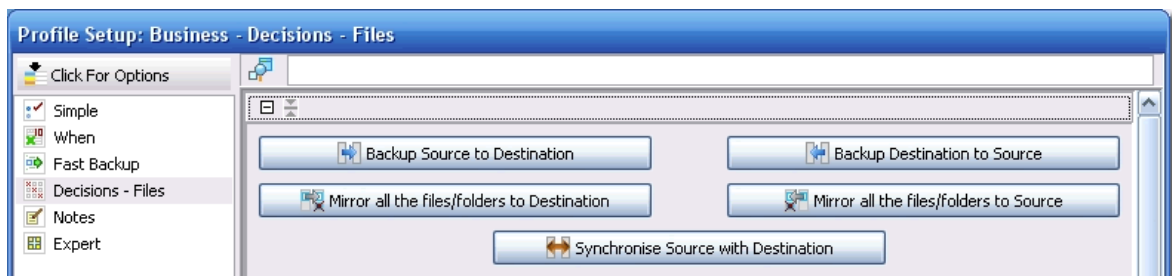 Profile Setup: Business - Decisions - Files
Click For Options
Simple
When
Fast Backup
Decisions - Files
Notes
Expert
Backup Source to Destination
Backup Destination to Source
Mirror all the files/folders to Destination
Mirror all the files/folders to Source
Synchronise Source with Destination